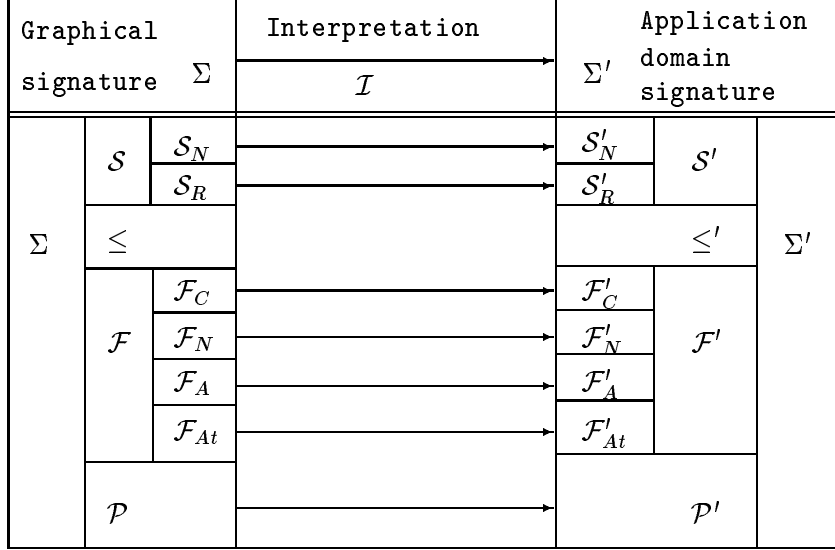 Graphical signature Σ
Interpretation
ℐ
Σ′ Application domain signature
Σ
𝒮
𝒮_N
𝒮_R
≤
ℱ
ℱ_C
ℱ_N
ℱ_A
ℱ_At
𝒫
𝒮′_N
𝒮′_R
𝒮′
≤′
ℱ′_C
ℱ′_N
ℱ′_A
ℱ′_At
ℱ′
𝒫′
Σ′